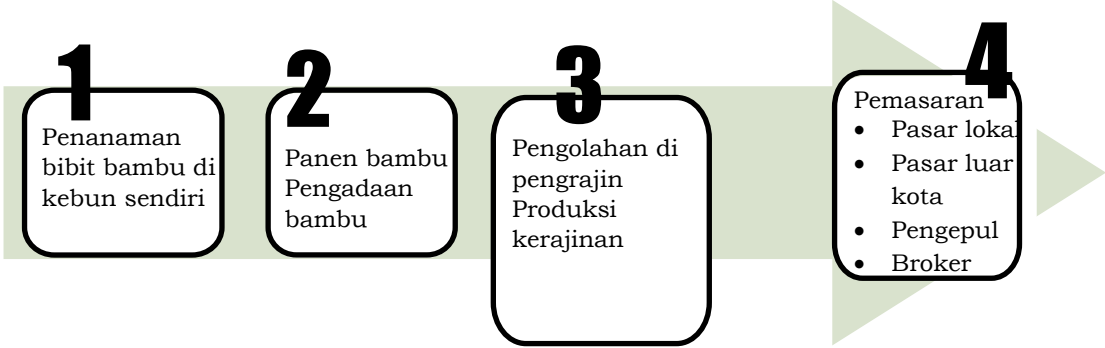 1
Penanaman
bibit bambu di
kebun sendiri
2
Panen bambu
Pengadaan
bambu
3
Pengolahan di
pengrajin
Produksi
kerajinan
4
Pemasaran
• Pasar lokal
• Pasar luar
kota
• Pengepul
• Broker